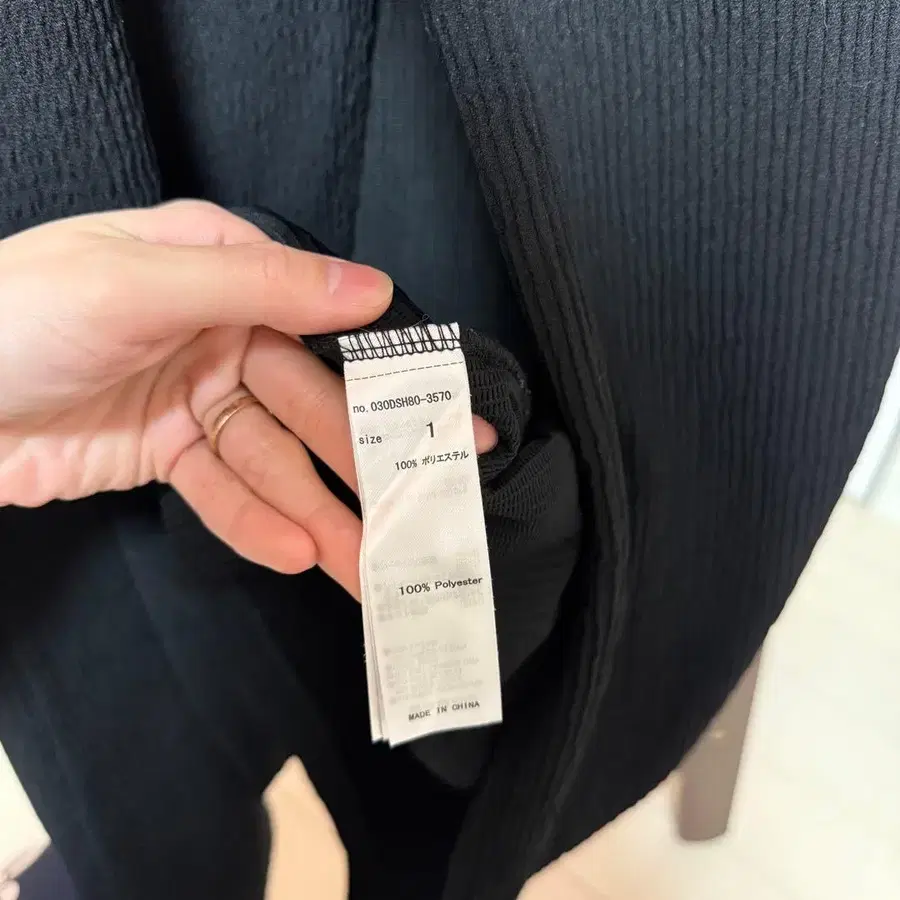 no. 030DSH80-3570
size 1
100% ポリエステル
100% Polyester
MADE IN CHINA